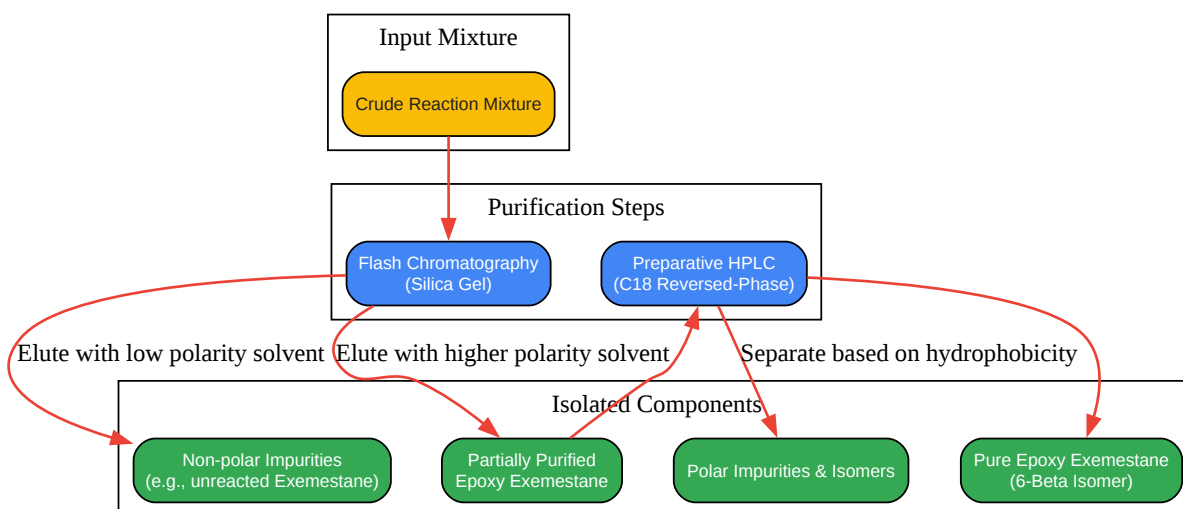 Input Mixture
Crude Reaction Mixture
Purification Steps
Flash Chromatography
(Silica Gel)
Preparative HPLC
(C18 Reversed-Phase)
Elute with low polarity solvent
Elute with higher polarity solvent
Separate based on hydrophobicity
Isolated Components
Non-polar Impurities
(e.g., unreacted Exemestane)
Partially Purified
Epoxy Exemestane
Polar Impurities & Isomers
Pure Epoxy Exemestane
(6-Beta Isomer)